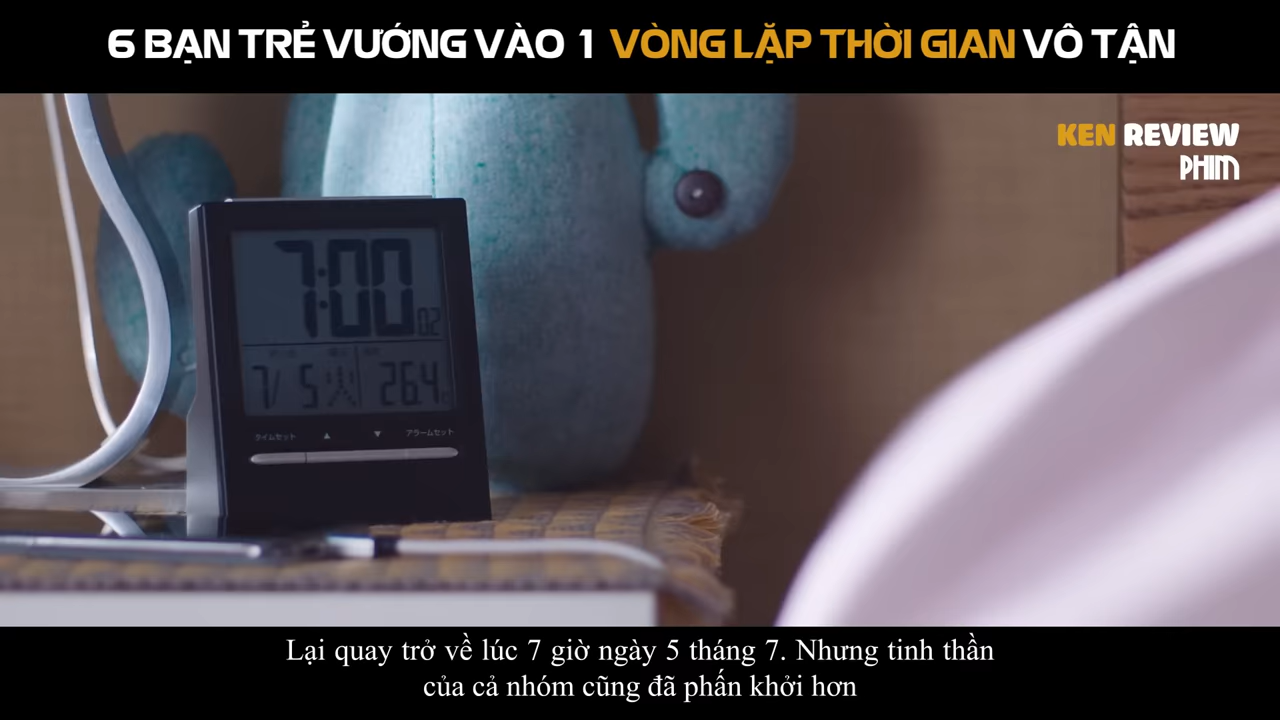 6 BẠN TRẺ VƯỚNG VÀO 1 VÒNG LẶP THỜI GIAN VÔ TẬN
KEN REVIEW
PHIM
7:00 02
7/ 5 火 26.4
タイムセット ▲ ▼ アラームセット
Lại quay trở về lúc 7 giờ ngày 5 tháng 7. Nhưng tinh thần
của cả nhóm cũng đã phấn khởi hơn